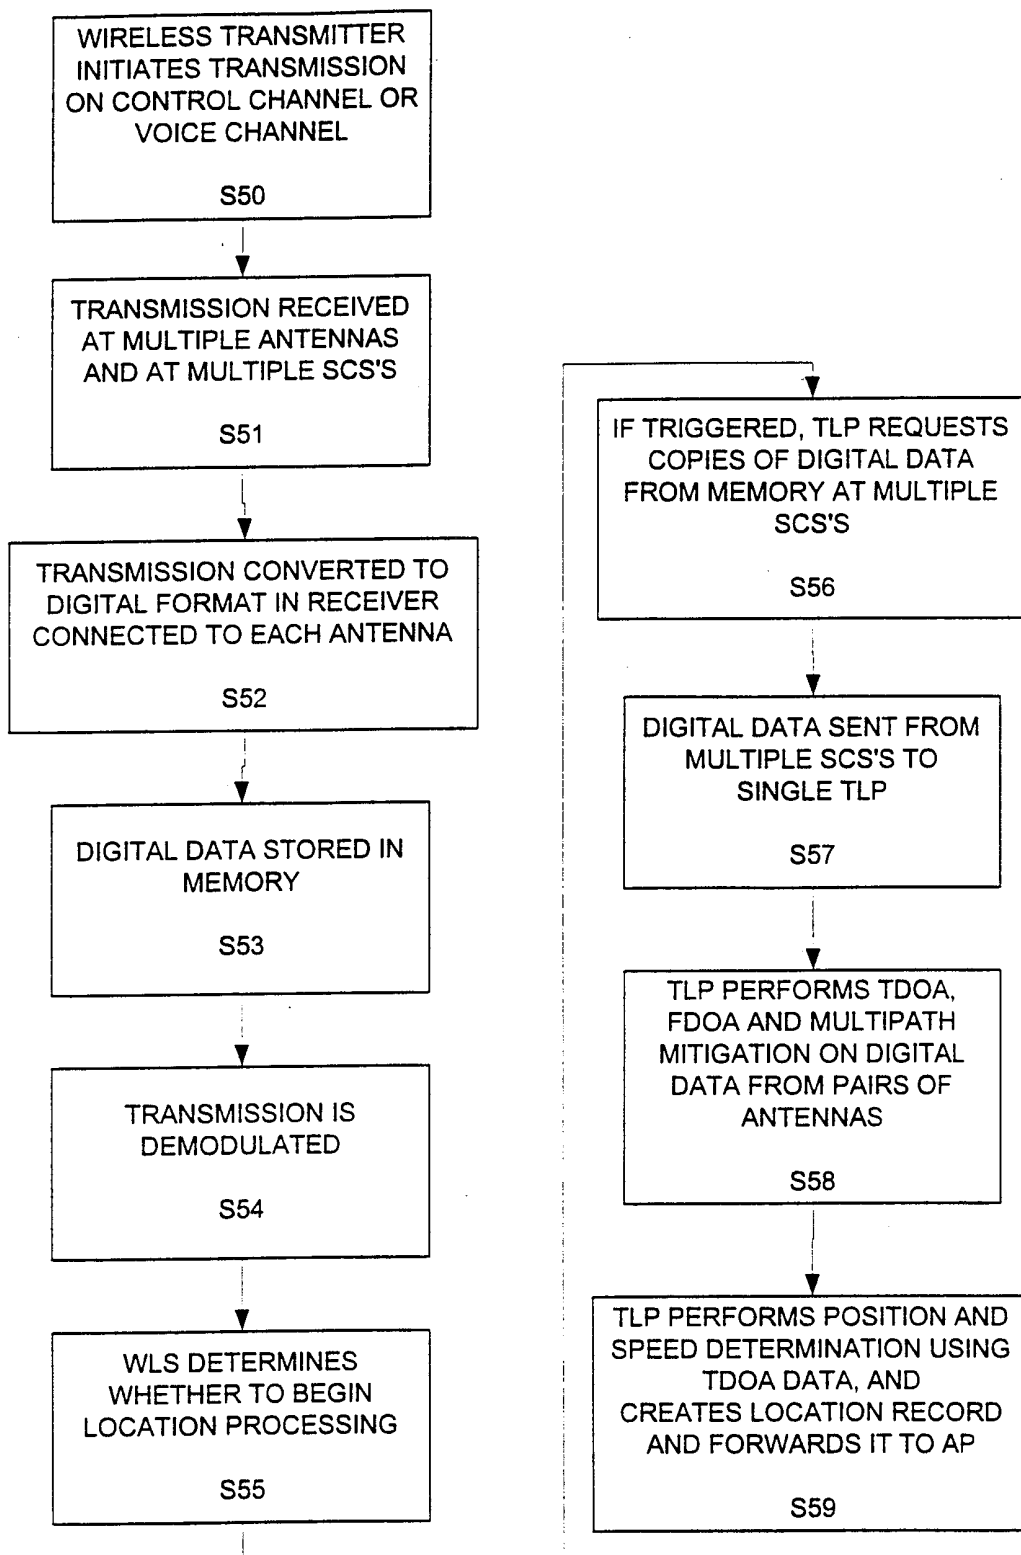 WIRELESS TRANSMITTER
INITIATES TRANSMISSION
ON CONTROL CHANNEL OR
VOICE CHANNEL
S50
TRANSMISSION RECEIVED
AT MULTIPLE ANTENNAS
AND AT MULTIPLE SCS'S
S51
TRANSMISSION CONVERTED TO
DIGITAL FORMAT IN RECEIVER
CONNECTED TO EACH ANTENNA
S52
DIGITAL DATA STORED IN
MEMORY
S53
TRANSMISSION IS
DEMODULATED
S54
WLS DETERMINES
WHETHER TO BEGIN
LOCATION PROCESSING
S55
IF TRIGGERED, TLP REQUESTS
COPIES OF DIGITAL DATA
FROM MEMORY AT MULTIPLE
SCS'S
S56
DIGITAL DATA SENT FROM
MULTIPLE SCS'S TO
SINGLE TLP
S57
TLP PERFORMS TDOA,
FDOA AND MULTIPATH
MITIGATION ON DIGITAL
DATA FROM PAIRS OF
ANTENNAS
S58
TLP PERFORMS POSITION AND
SPEED DETERMINATION USING
TDOA DATA, AND
CREATES LOCATION RECORD
AND FORWARDS IT TO AP
S59